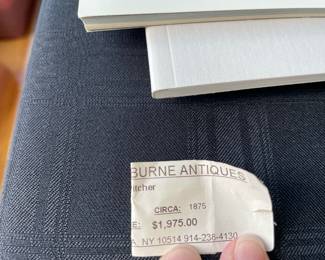 BURNE ANTIQUES
itcher
CIRCA: 1875
E: $1,975.00
A, NY 10514 914-238-4130